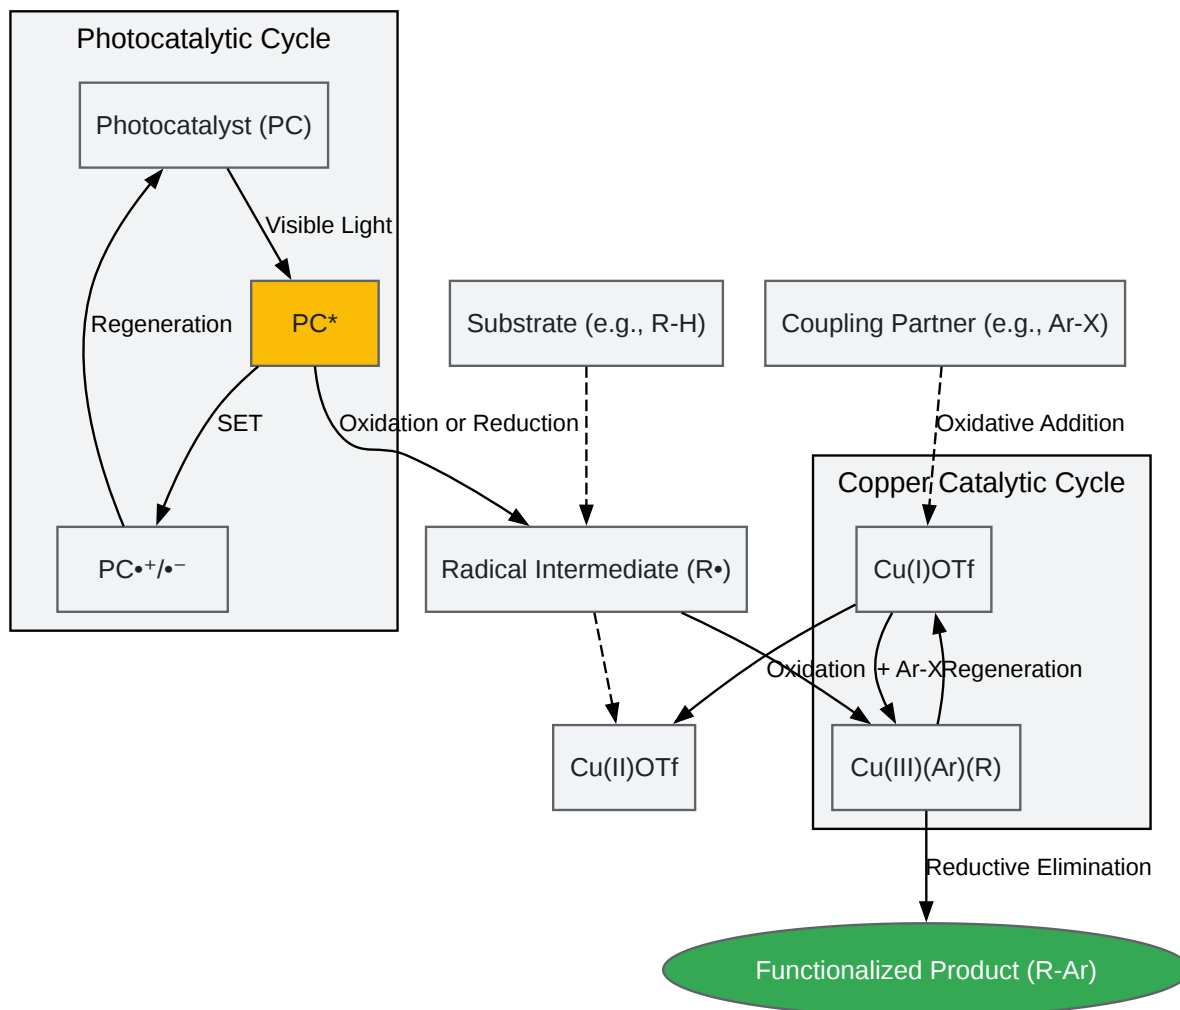 Photocatalytic Cycle
Photocatalyst (PC)
Visible Light
Regeneration
PC*
Substrate (e.g., R-H)
Coupling Partner (e.g., Ar-X)
SET
Oxidation or Reduction
Oxidative Addition
Copper Catalytic Cycle
PC•⁺/•⁻
Radical Intermediate (R•)
Cu(I)OTf
Oxidation
+ Ar-X
Regeneration
Cu(II)OTf
Cu(III)(Ar)(R)
Reductive Elimination
Functionalized Product (R-Ar)